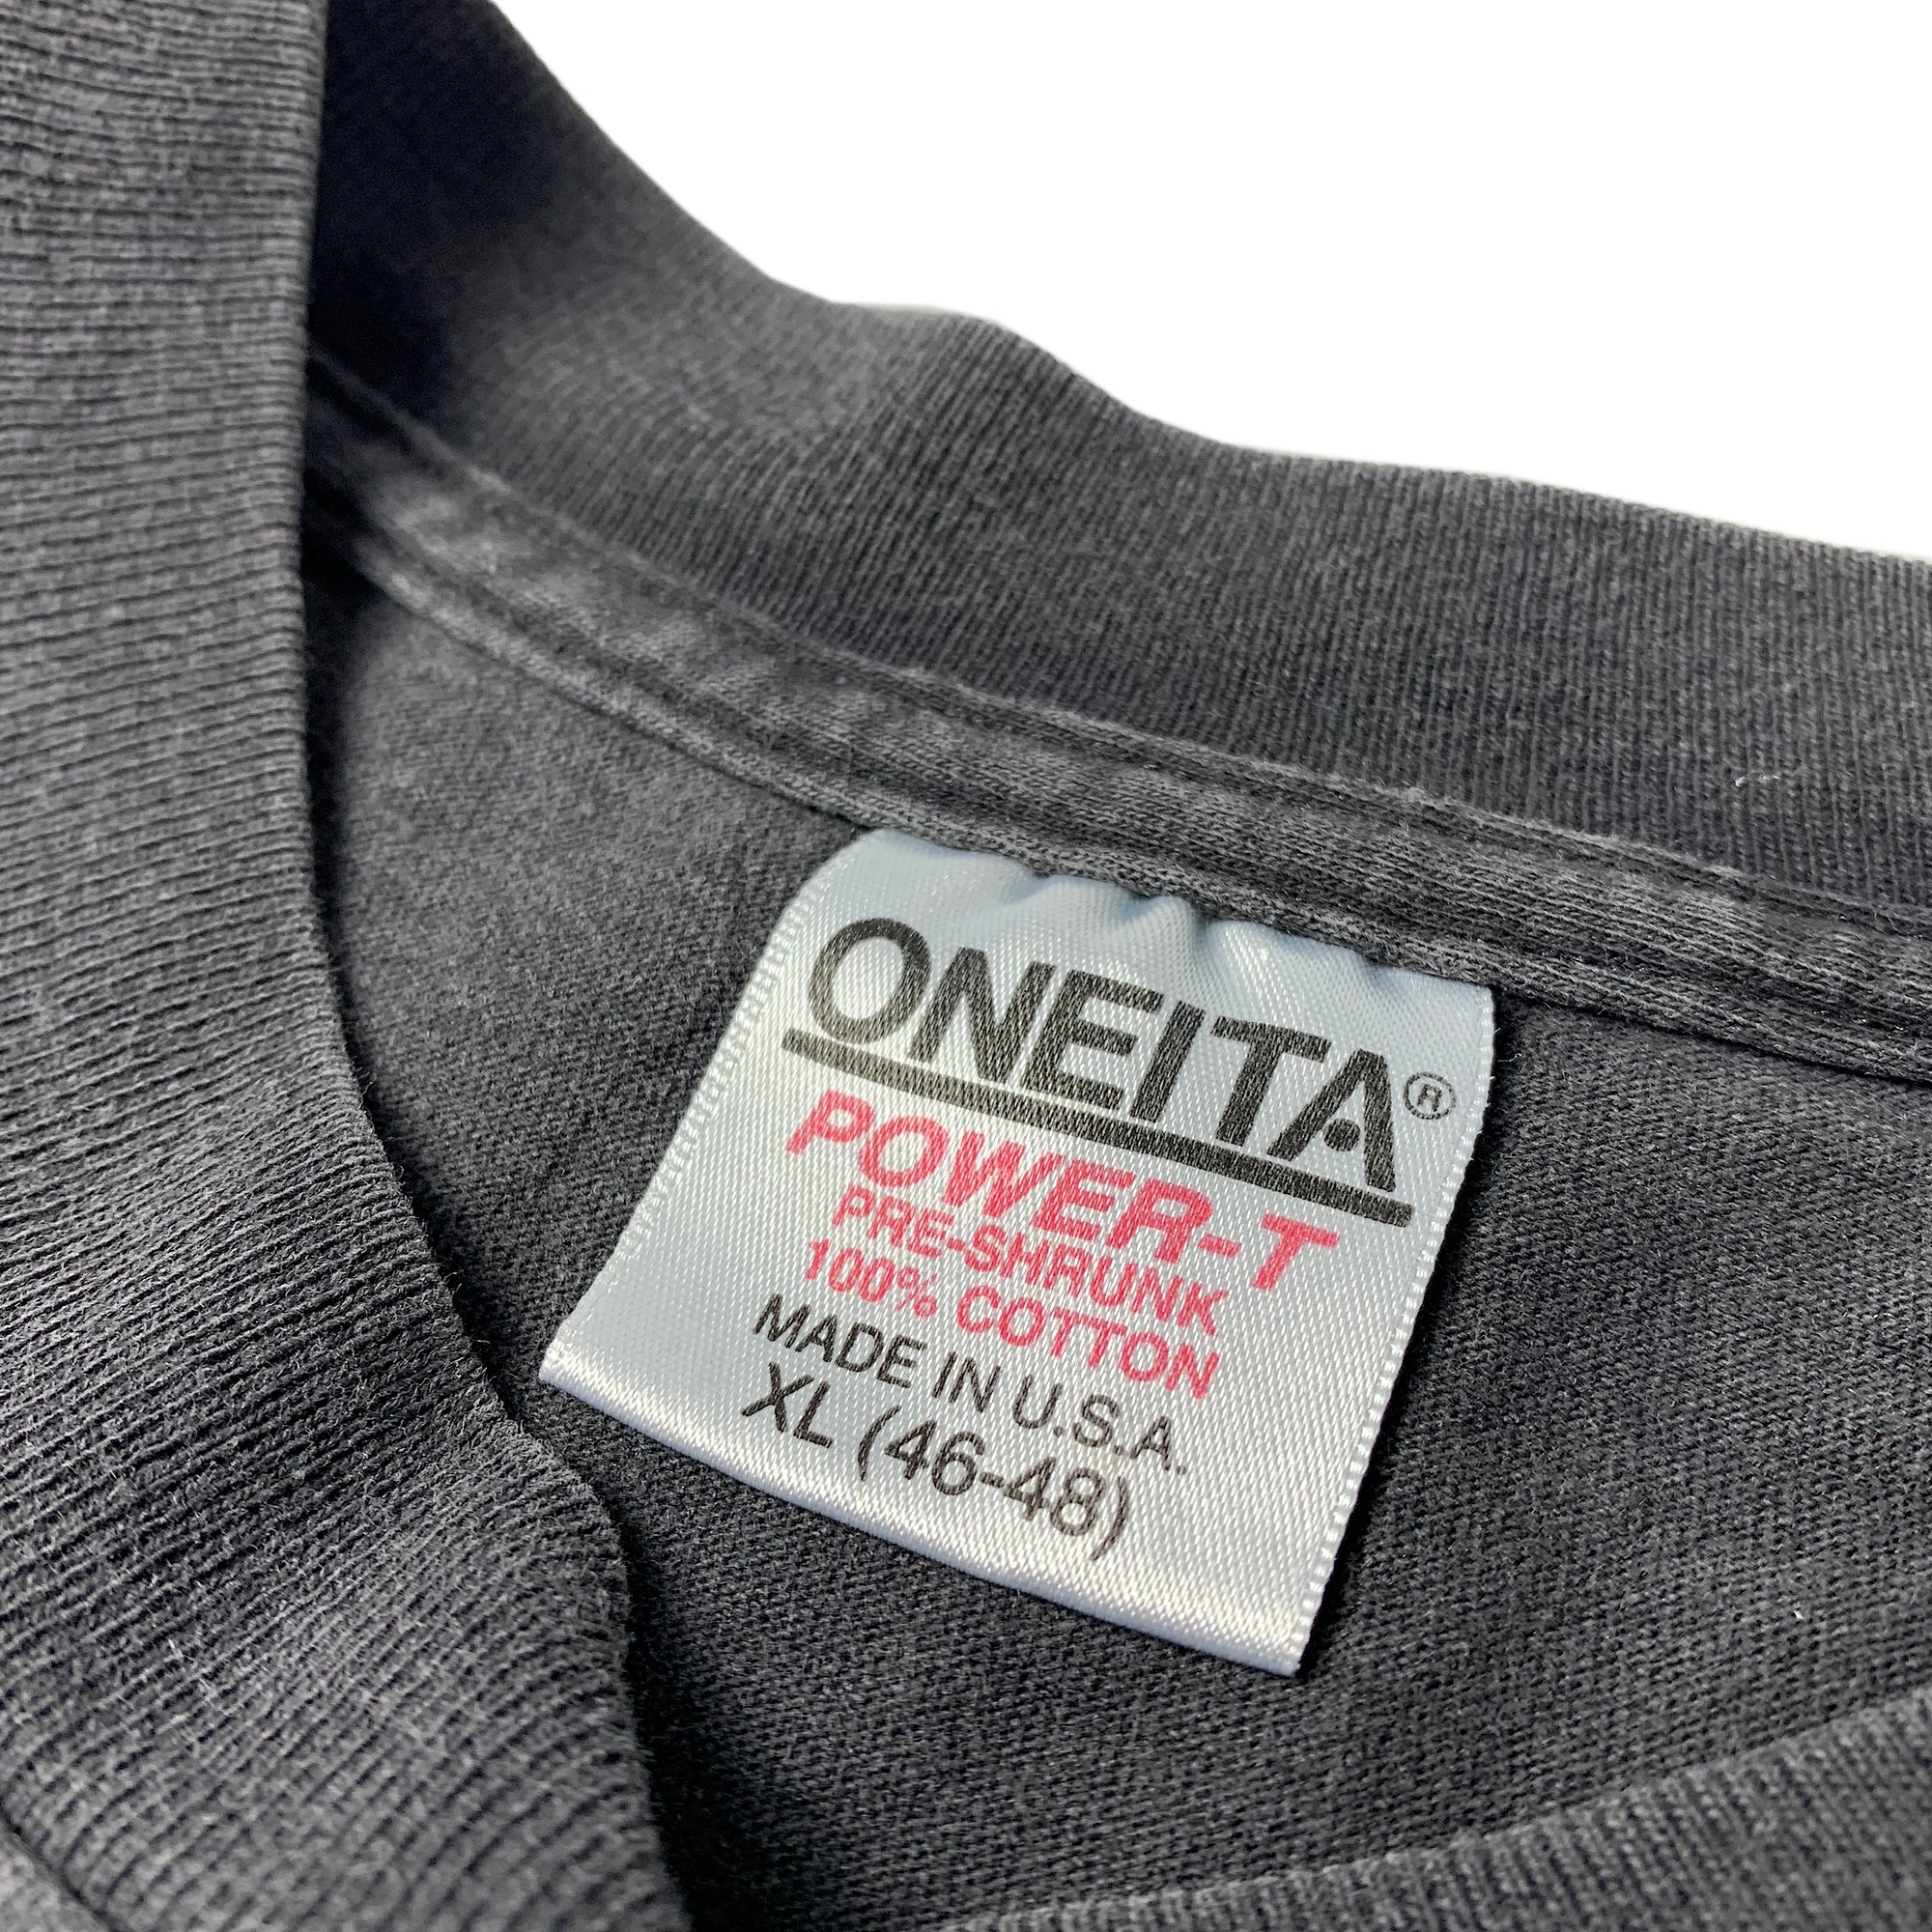 ONEITA®
POWER-T
PRE-SHRUNK
100% COTTON
MADE IN U.S.A.
XL (46-48)